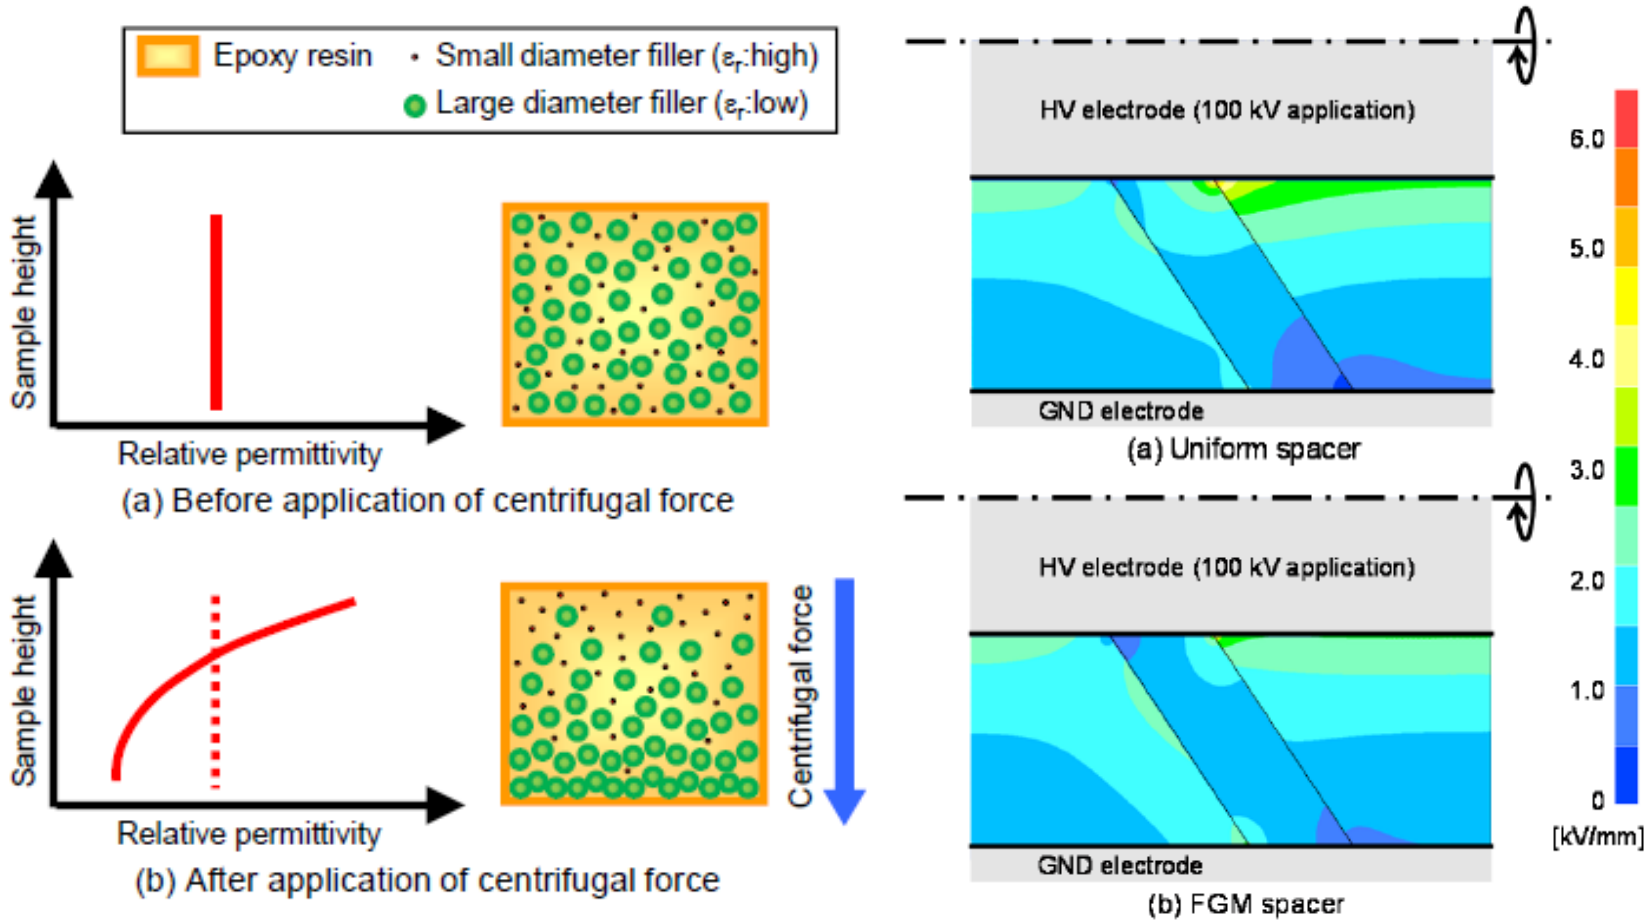 Epoxy resin
Small diameter filler (εr:high)
Large diameter filler (εr:low)
Sample height
Relative permittivity
(a) Before application of centrifugal force
Sample height
Centrifugal force
Relative permittivity
(b) After application of centrifugal force
HV electrode (100 kV application)
GND electrode
(a) Uniform spacer
HV electrode (100 kV application)
GND electrode
(b) FGM spacer
6.0
5.0
4.0
3.0
2.0
1.0
0
[kV/mm]